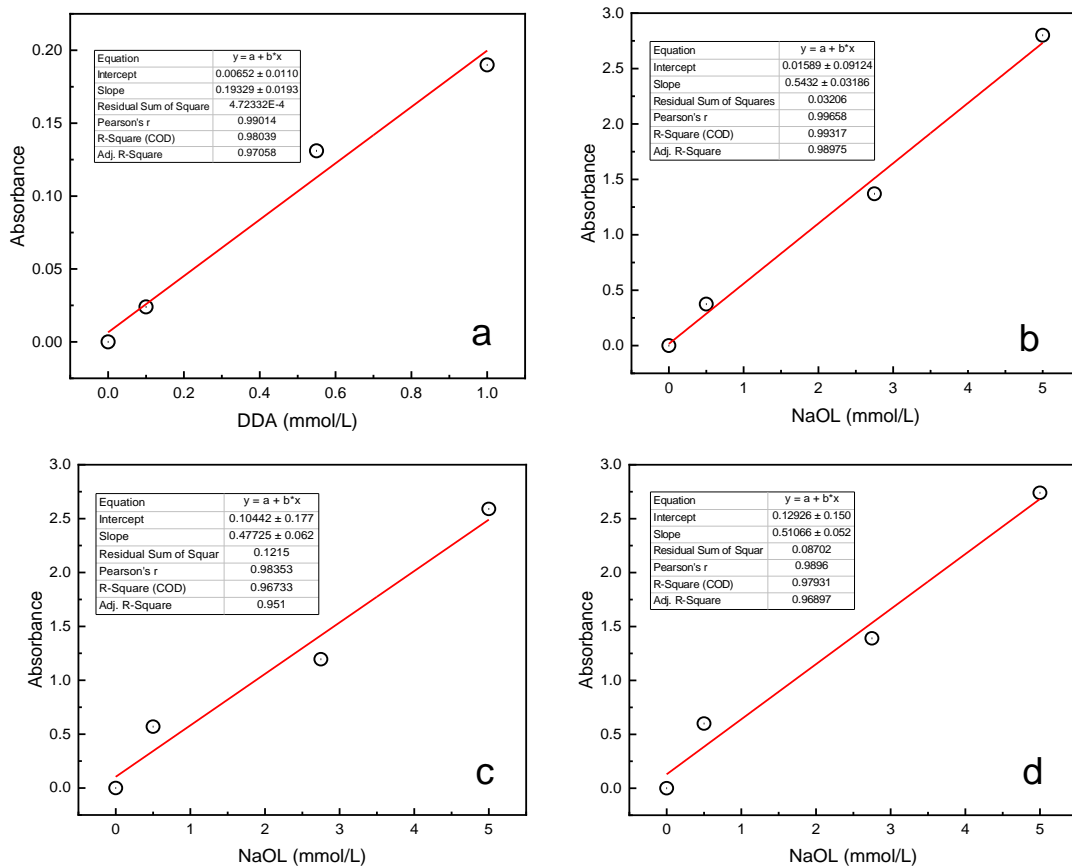 0.20
0.15
0.10
0.05
0.00
Absorbance
Equation y = a + b*x
Intercept 0.00652 ± 0.0110
Slope 0.19329 ± 0.0193
Residual Sum of Square 4.72332E-4
Pearson's r 0.99014
R-Square (COD) 0.98039
Adj. R-Square 0.97058
a
0.0 0.2 0.4 0.6 0.8 1.0
DDA (mmol/L)
3.0
2.5
2.0
1.5
1.0
0.5
0.0
Absorbance
Equation y = a + b*x
Intercept 0.01589 ± 0.09124
Slope 0.5432 ± 0.03186
Residual Sum of Squares 0.03206
Pearson's r 0.99658
R-Square (COD) 0.99317
Adj. R-Square 0.98975
b
0 1 2 3 4 5
NaOL (mmol/L)
3.0
2.5
2.0
1.5
1.0
0.5
0.0
Absorbance
Equation y = a + b*x
Intercept 0.10442 ± 0.177
Slope 0.47725 ± 0.062
Residual Sum of Squar 0.1215
Pearson's r 0.98353
R-Square (COD) 0.96733
Adj. R-Square 0.951
c
0 1 2 3 4 5
NaOL (mmol/L)
3.0
2.5
2.0
1.5
1.0
0.5
0.0
Absorbance
Equation y = a + b*x
Intercept 0.12926 ± 0.150
Slope 0.51066 ± 0.052
Residual Sum of Squar 0.08702
Pearson's r 0.9896
R-Square (COD) 0.97931
Adj. R-Square 0.96897
d
0 1 2 3 4 5
NaOL (mmol/L)